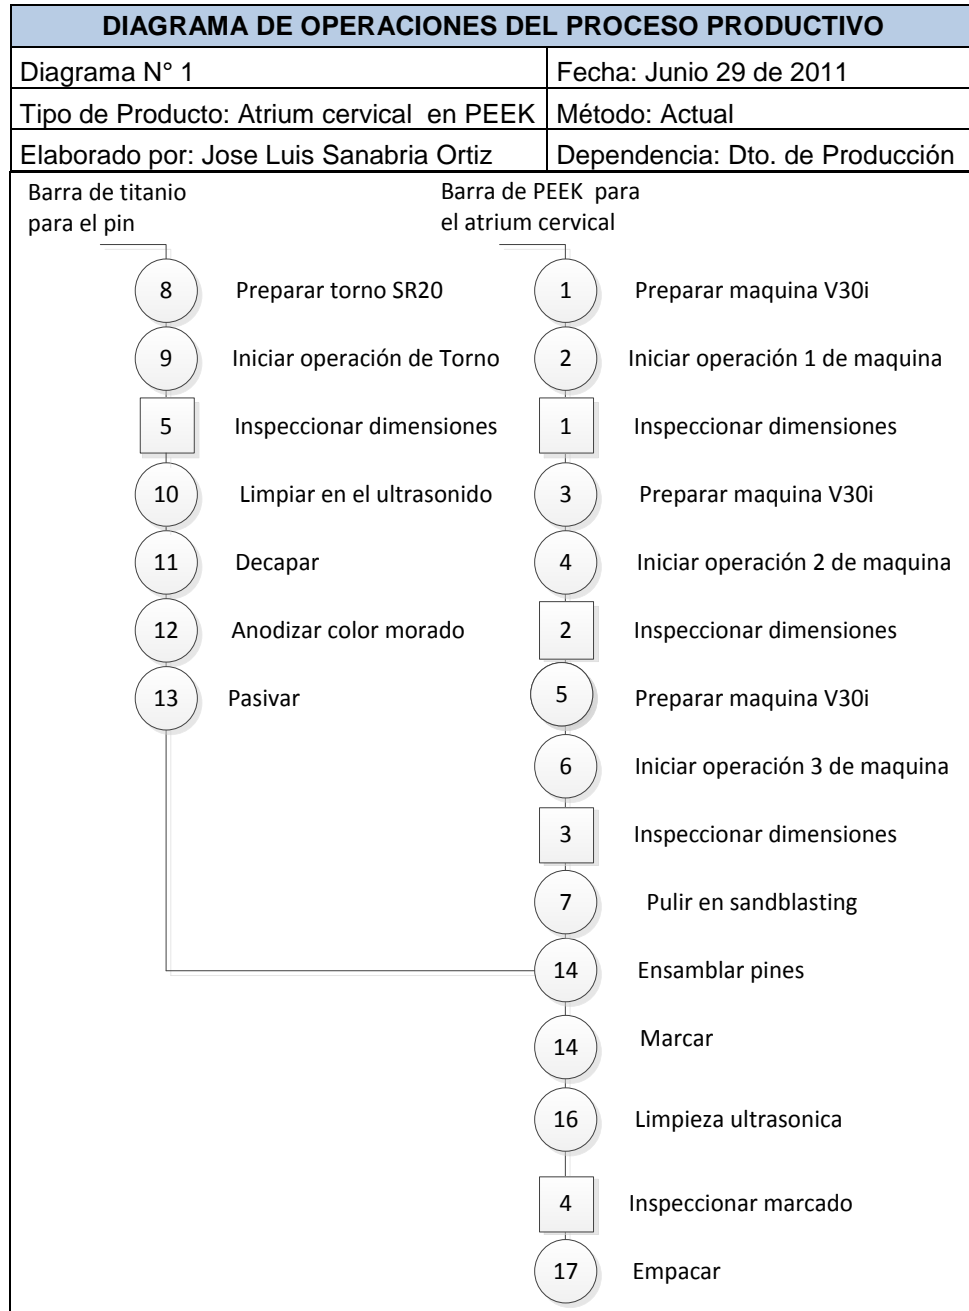 DIAGRAMA DE OPERACIONES DEL PROCESO PRODUCTIVO
Diagrama N° 1
Fecha: Junio 29 de 2011
Tipo de Producto: Atrium cervical en PEEK
Método: Actual
Elaborado por: Jose Luis Sanabria Ortiz
Dependencia: Dto. de Producción
Barra de titanio
para el pin
8 Preparar torno SR20
9 Iniciar operación de Torno
5 Inspeccionar dimensiones
10 Limpiar en el ultrasonido
11 Decapar
12 Anodizar color morado
13 Pasivar
Barra de PEEK para
el atrium cervical
1 Preparar maquina V30i
2 Iniciar operación 1 de maquina
1 Inspeccionar dimensiones
3 Preparar maquina V30i
4 Iniciar operación 2 de maquina
2 Inspeccionar dimensiones
5 Preparar maquina V30i
6 Iniciar operación 3 de maquina
3 Inspeccionar dimensiones
7 Pulir en sandblasting
14 Ensamblar pines
14 Marcar
16 Limpieza ultrasonica
4 Inspeccionar marcado
17 Empacar